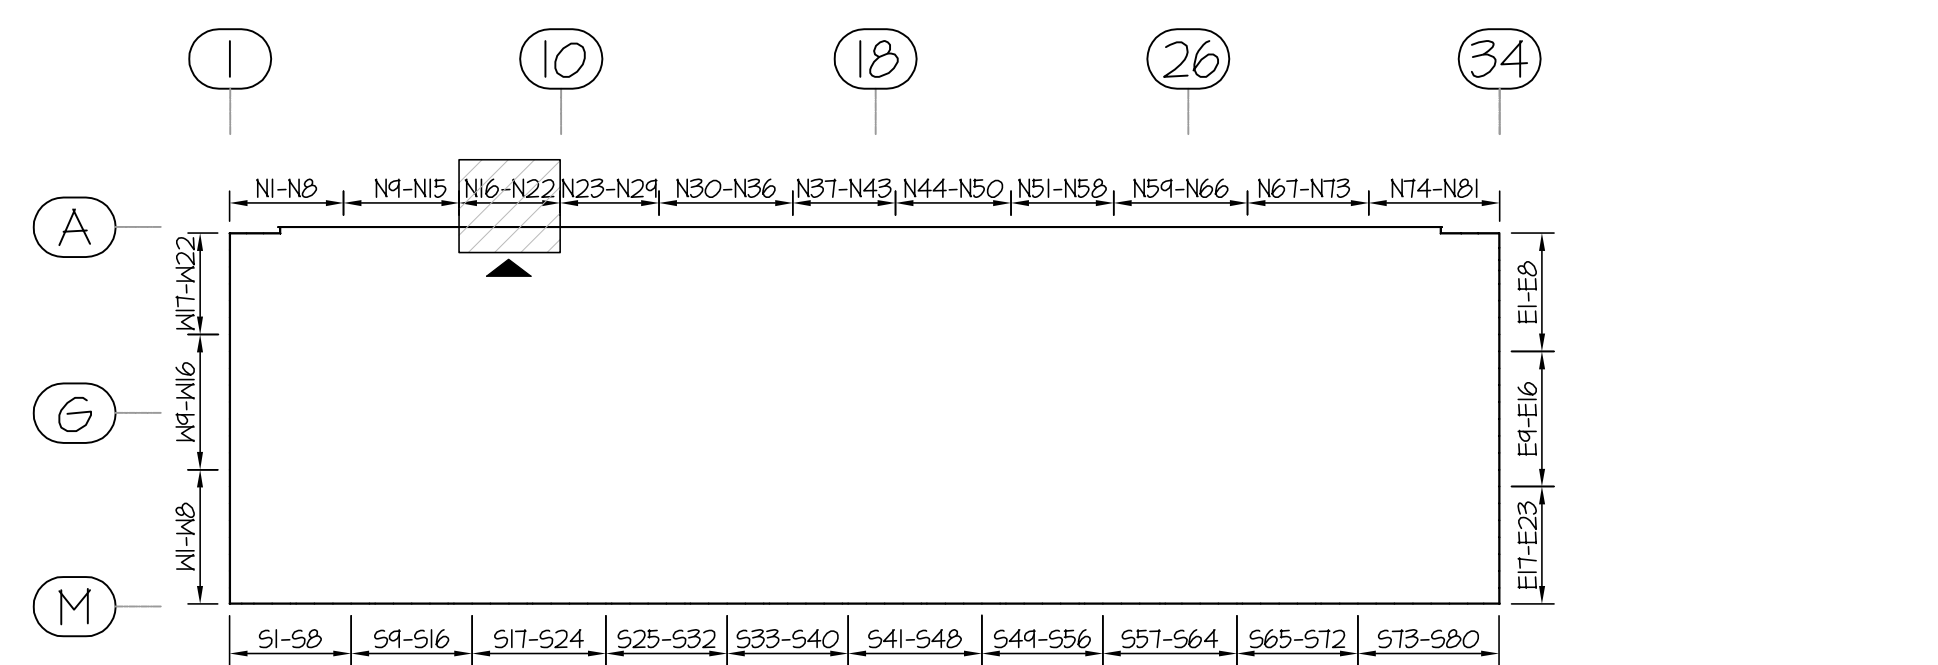 1 10 18 26 34
N1-N8 N9-N15 N16-N22 N23-N29 N30-N36 N37-N43 N44-N50 N51-N58 N59-N66 N67-N73 N74-N81
A
W17-W22
E1-E8
G
W9-W16
E9-E16
W1-W8
E17-E23
M
S1-S8 S9-S16 S17-S24 S25-S32 S33-S40 S41-S48 S49-S56 S57-S64 S65-S72 S73-S80